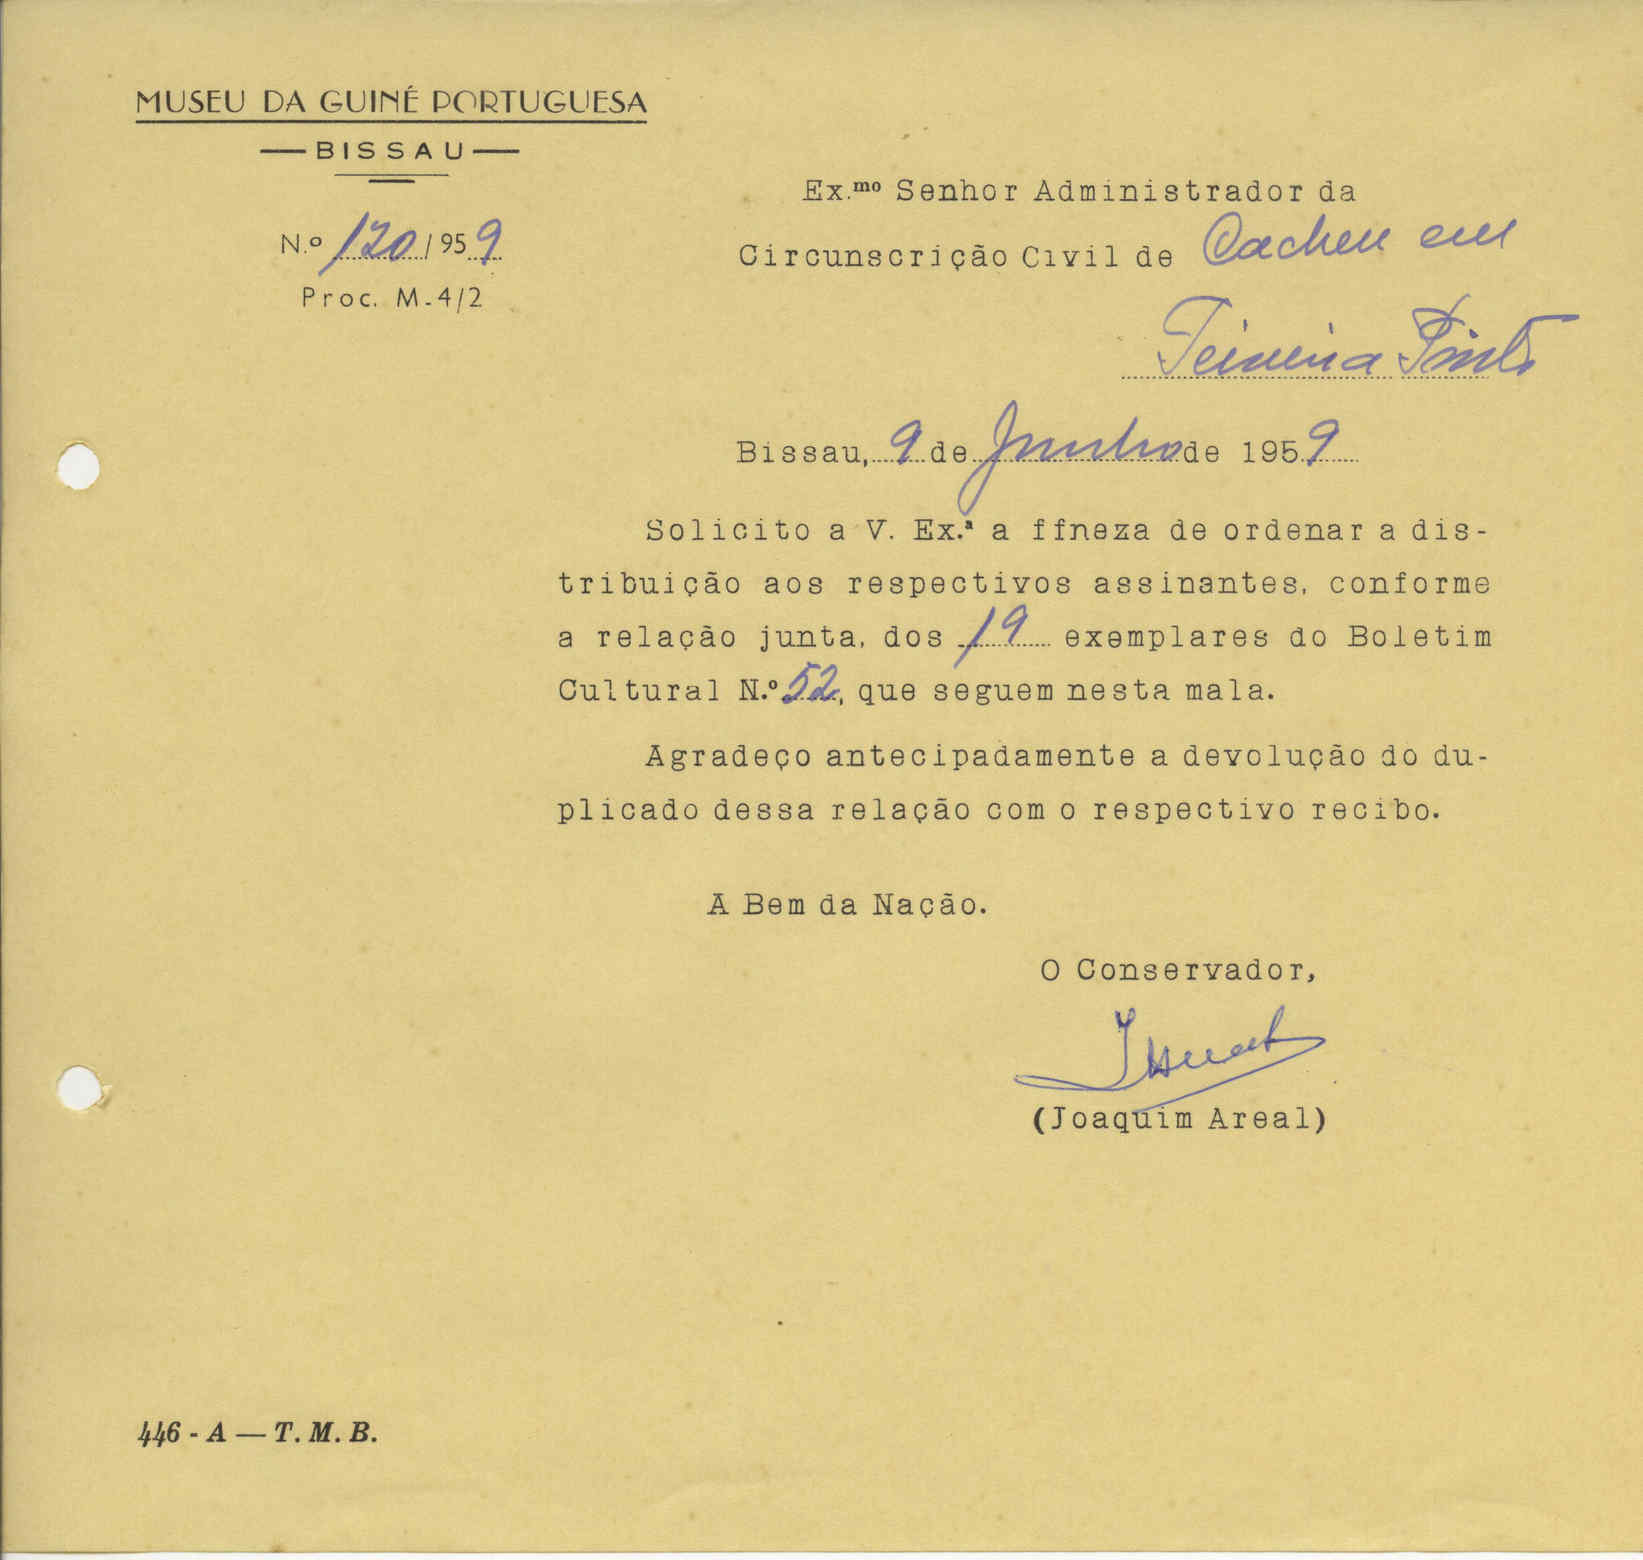 MUSEU DA GUINÉ PORTUGUESA
— BISSAU —
N.º 120/959
Proc. M-4/2
Ex.mo Senhor Administrador da
Circunscrição Civil de Cacheu em
Teixeira Pinto
Bissau, 9 de Junho de 1959
Solicito a V. Ex.ª a ffneza de ordenar a dis-
tribuição aos respectivos assinantes, conforme
a relação junta, dos 19 exemplares do Boletim
Cultural N.º 52, que seguem nesta mala.
Agradeço antecipadamente a devolução do du-
plicado dessa relação com o respectivo recibo.
A Bem da Nação.
O Conservador,
(Joaquim Areal)
446 - A — T. M. B.